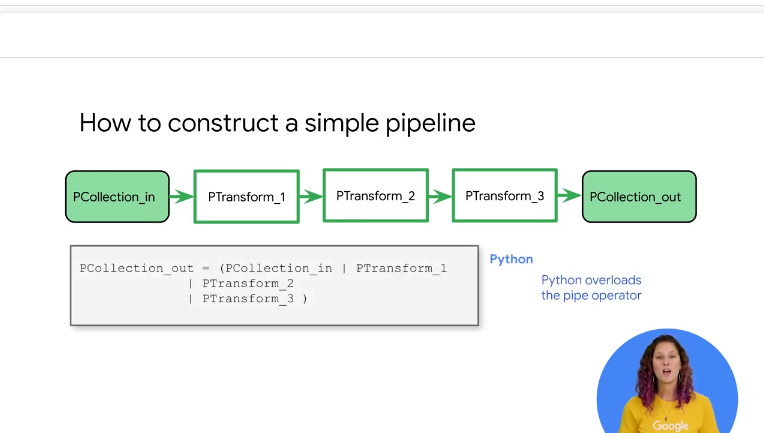 How to construct a simple pipeline
PCollection_in
PTransform_1
PTransform_2
PTransform_3
PCollection_out
PCollection_out = (PCollection_in | PTransform_1
| PTransform_2
| PTransform_3 )
Python
Python overloads
the pipe operator
Google